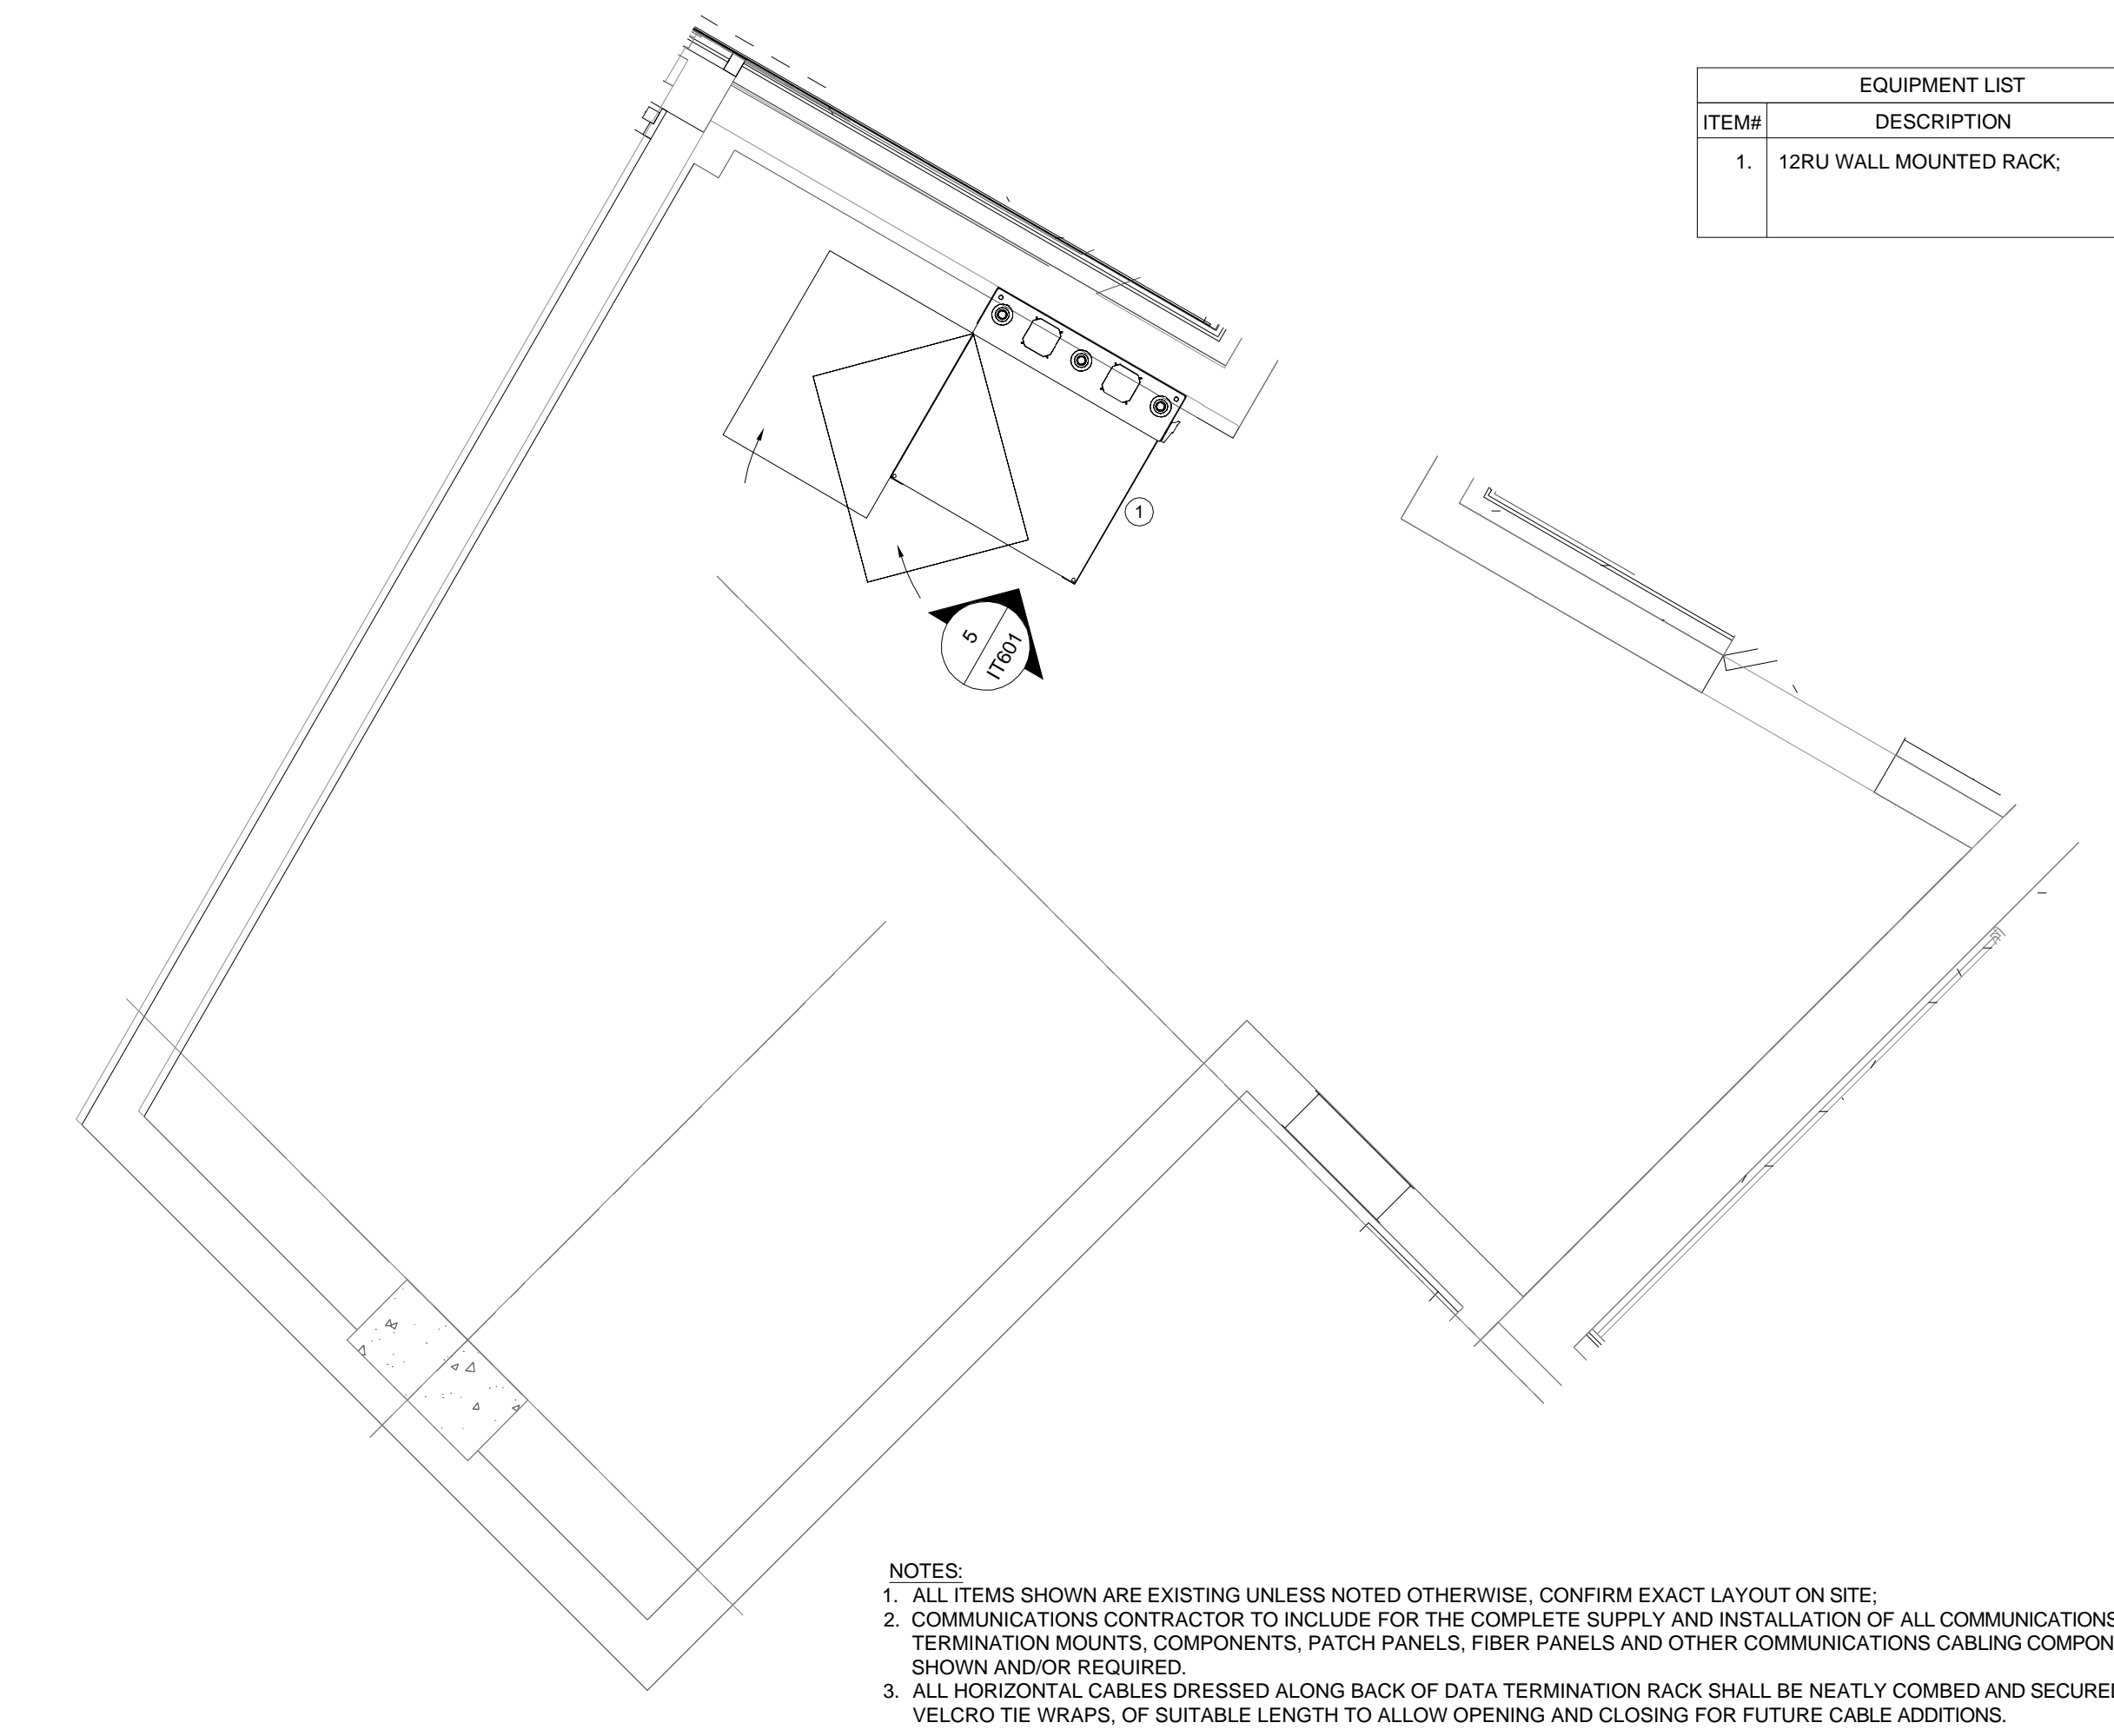 EQUIPMENT LIST
ITEM# DESCRIPTION
1. 12RU WALL MOUNTED RACK;
1
5
IT601
NOTES:
1. ALL ITEMS SHOWN ARE EXISTING UNLESS NOTED OTHERWISE, CONFIRM EXACT LAYOUT ON SITE;
2. COMMUNICATIONS CONTRACTOR TO INCLUDE FOR THE COMPLETE SUPPLY AND INSTALLATION OF ALL COMMUNICATIONS
TERMINATION MOUNTS, COMPONENTS, PATCH PANELS, FIBER PANELS AND OTHER COMMUNICATIONS CABLING COMPON
SHOWN AND/OR REQUIRED.
3. ALL HORIZONTAL CABLES DRESSED ALONG BACK OF DATA TERMINATION RACK SHALL BE NEATLY COMBED AND SECURED
VELCRO TIE WRAPS, OF SUITABLE LENGTH TO ALLOW OPENING AND CLOSING FOR FUTURE CABLE ADDITIONS.